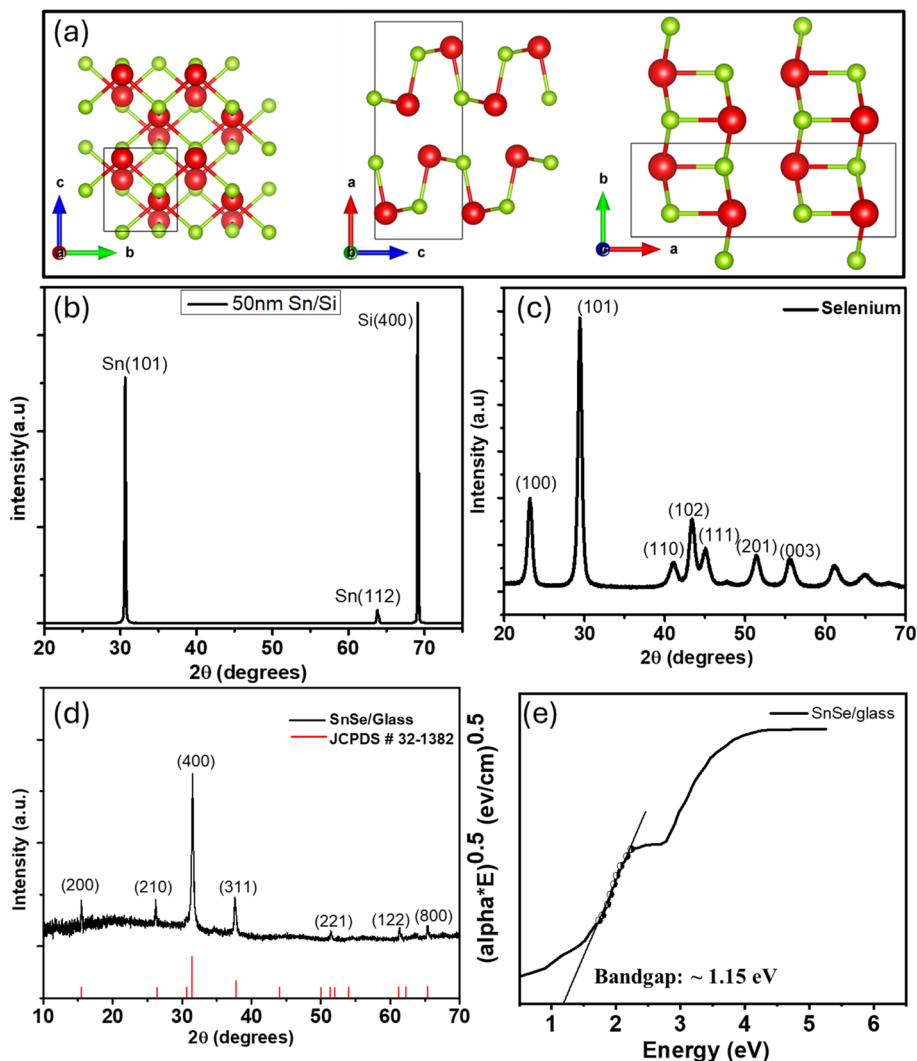 (a)
c
a
b
a
b
c
b
c
a
(b)
50nm Sn/Si
Si(400)
Sn(101)
Sn(112)
intensity(a.u)
20 30 40 50 60 70
2θ (degrees)
(c)
Selenium
(101)
(100)
(102)
(110)
(111)
(201)
(003)
Intensity (a.u)
20 30 40 50 60 70
2θ (degrees)
(d)
SnSe/Glass
JCPDS # 32-1382
(400)
(200)
(210)
(311)
(221)
(122)
(800)
Intensity (a.u.)
10 20 30 40 50 60 70
2θ (degrees)
(e)
SnSe/glass
(alpha*E)0.5 (ev/cm)0.5
Bandgap: ~ 1.15 eV
1 2 3 4 5 6
Energy (eV)